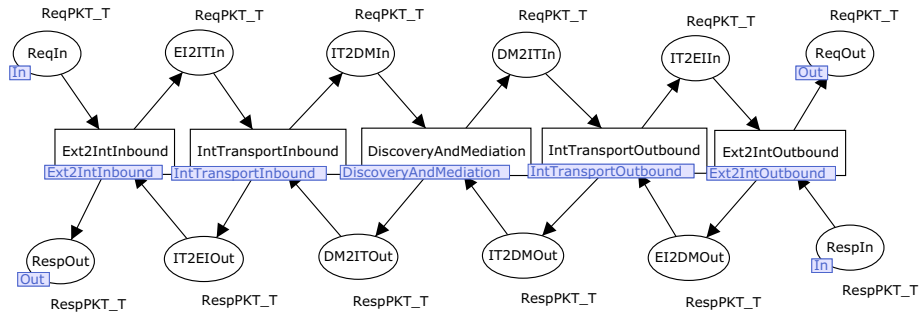 ReqPKT_T
ReqPKT_T
ReqPKT_T
ReqPKT_T
ReqPKT_T
ReqPKT_T
ReqIn
EI2ITIn
IT2DMIn
DM2ITIn
IT2EIIn
ReqOut
In
Out
Ext2IntInbound
IntTransportInbound
DiscoveryAndMediation
IntTransportOutbound
Ext2IntOutbound
Ext2IntInbound
IntTransportInbound
DiscoveryAndMediation
IntTransportOutbound
Ext2IntOutbound
RespOut
IT2EIOut
DM2ITOut
IT2DMOut
EI2DMOut
RespIn
Out
In
RespPKT_T
RespPKT_T
RespPKT_T
RespPKT_T
RespPKT_T
RespPKT_T